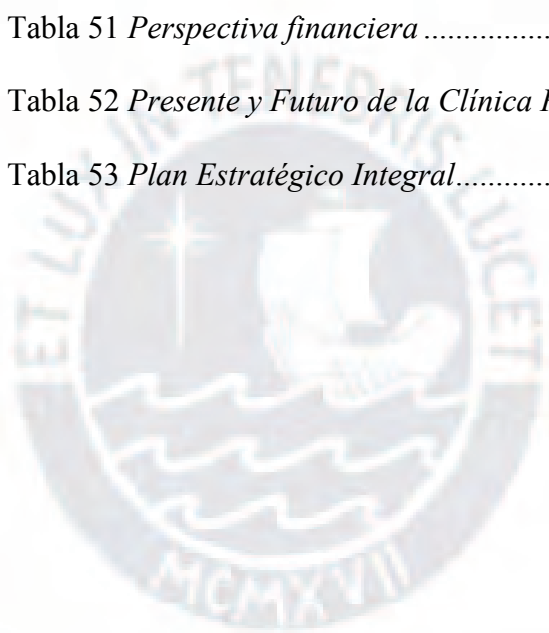 Tabla 51 Perspectiva financiera ................
Tabla 52 Presente y Futuro de la Clínica
Tabla 53 Plan Estratégico Integral............
ET LUX IN TENEBRIS LUCET
MCMXVII